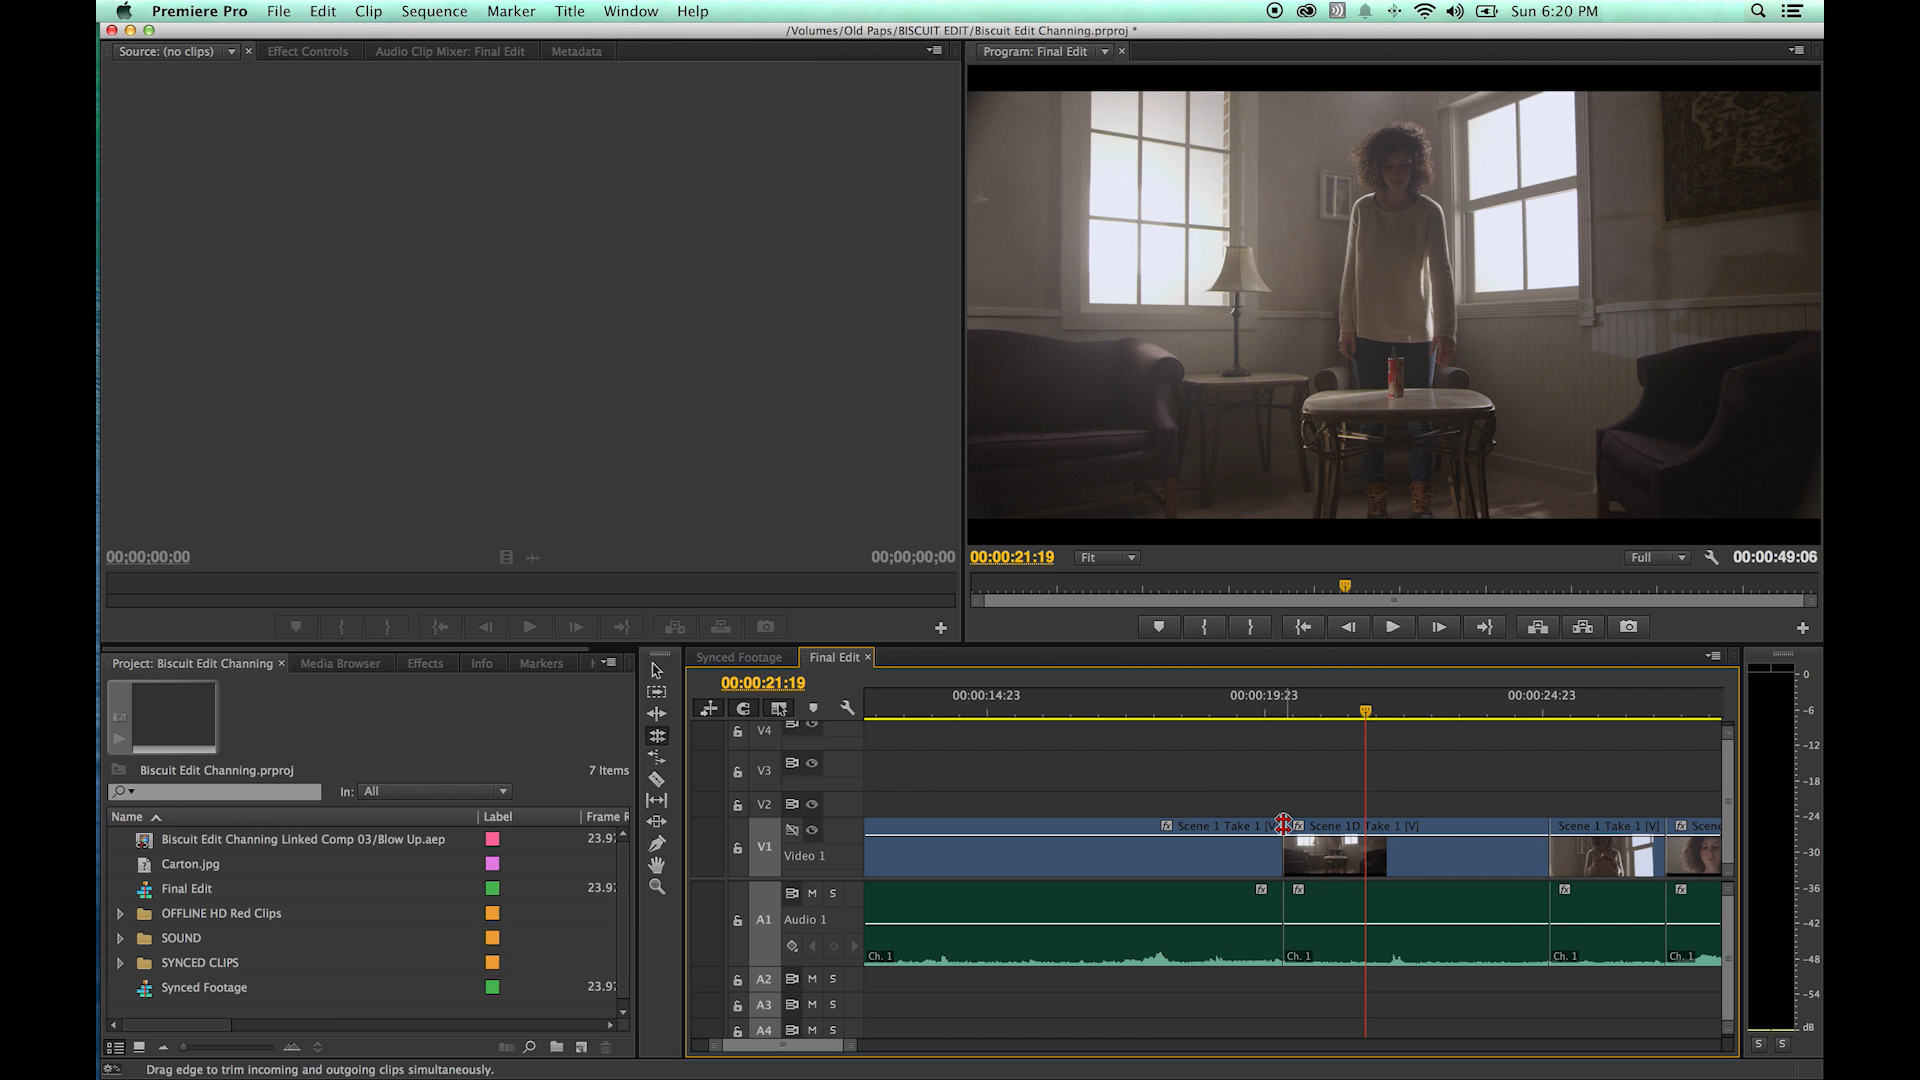 Premiere Pro File Edit Clip Sequence Marker Title Window Help Sun 6:20 PM
/Volumes/Old Paps/BISCUIT EDIT/Biscuit Edit Channing.prproj *
Source: (no clips) × Effect Controls Audio Clip Mixer: Final Edit Metadata
Program: Final Edit ×
00;00;00;00 00;00;00;00
00:00:21:19 Fit Full 00:00:49:06
Project: Biscuit Edit Channing × Media Browser Effects Info Markers
Biscuit Edit Channing.prproj 7 Items
In: All
Name Label Frame R
Biscuit Edit Channing Linked Comp 03/Blow Up.aep 23.97
Carton.jpg
Final Edit 23.97
OFFLINE HD Red Clips
SOUND
SYNCED CLIPS
Synced Footage 23.97
Synced Footage Final Edit ×
00:00:21:19
00:00:14:23 00:00:19:23 00:00:24:23
V4
V3
V2
V1 Video 1
fx Scene 1 Take 1 [V] fx Scene 1D Take 1 [V] Scene 1 Take 1 [V] fx Scene
A1 Audio 1 M S
fx fx fx fx
Ch. 1 Ch. 1 Ch. 1 Ch. 1
A2 M S
A3 M S
A4 M S
0
-6
-12
-18
-24
-30
-36
-42
-48
-54
dB
S S
Drag edge to trim incoming and outgoing clips simultaneously.